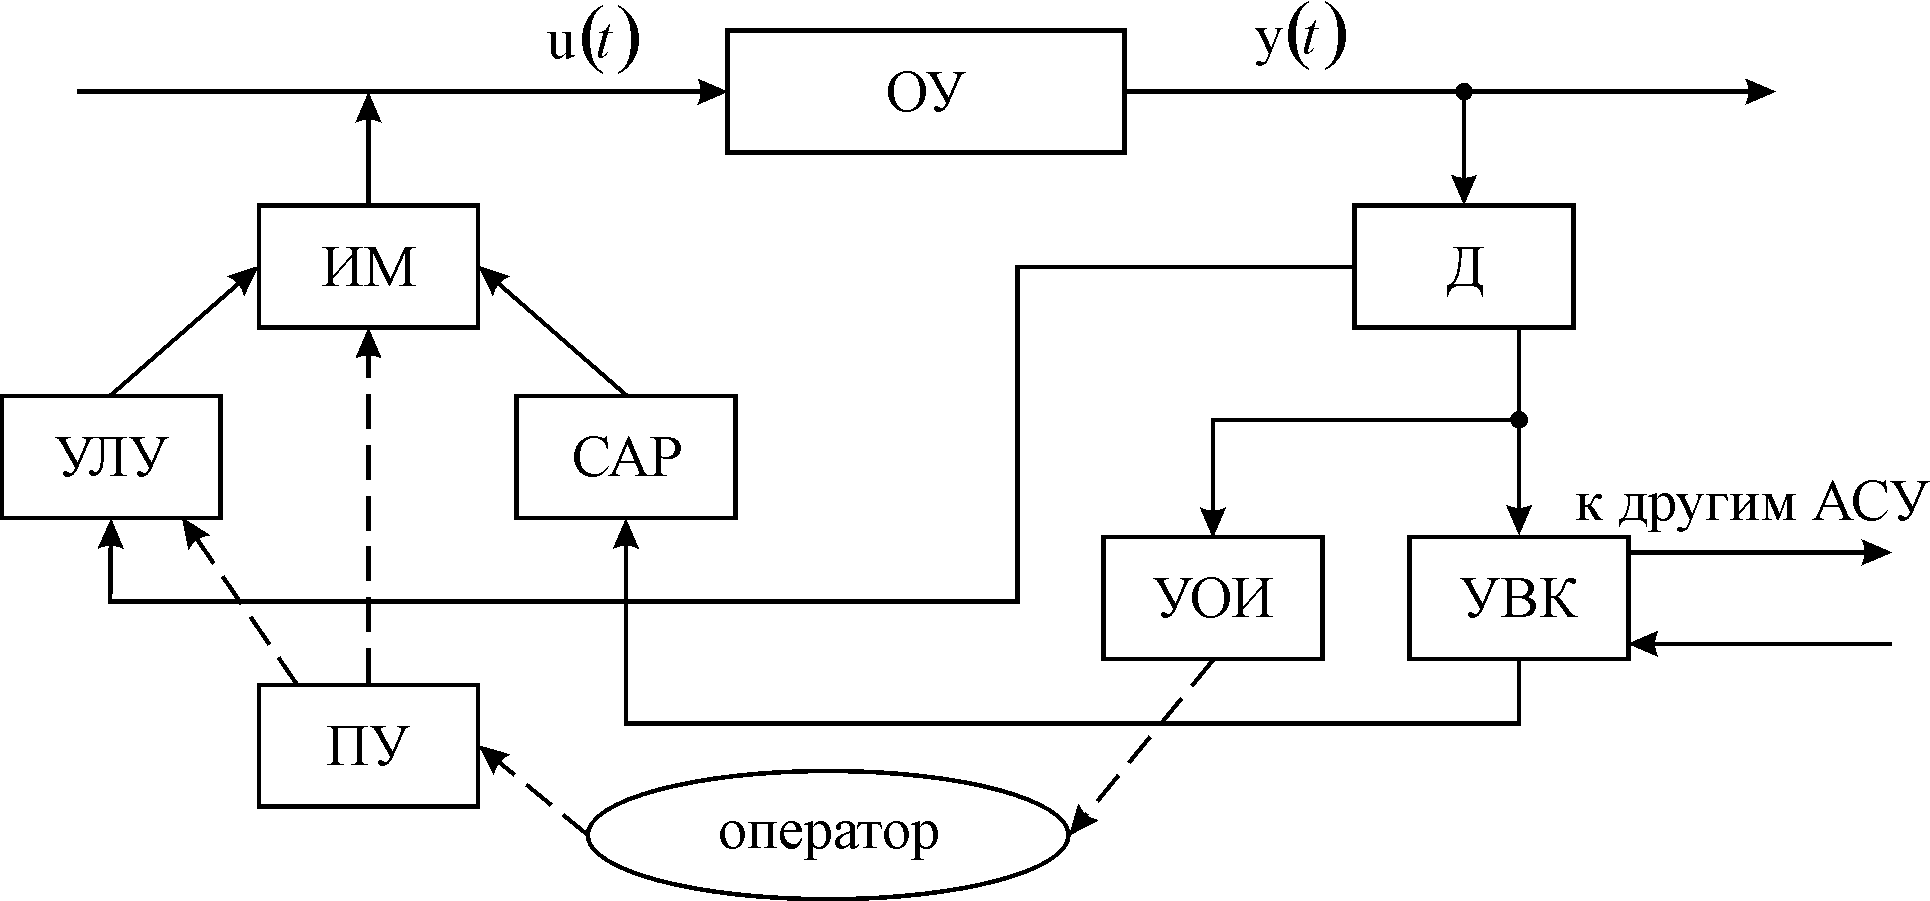 u(t)
y(t)
ОУ
ИМ
Д
УЛУ
САР
к другим АСУ
УОИ
УВК
ПУ
оператор